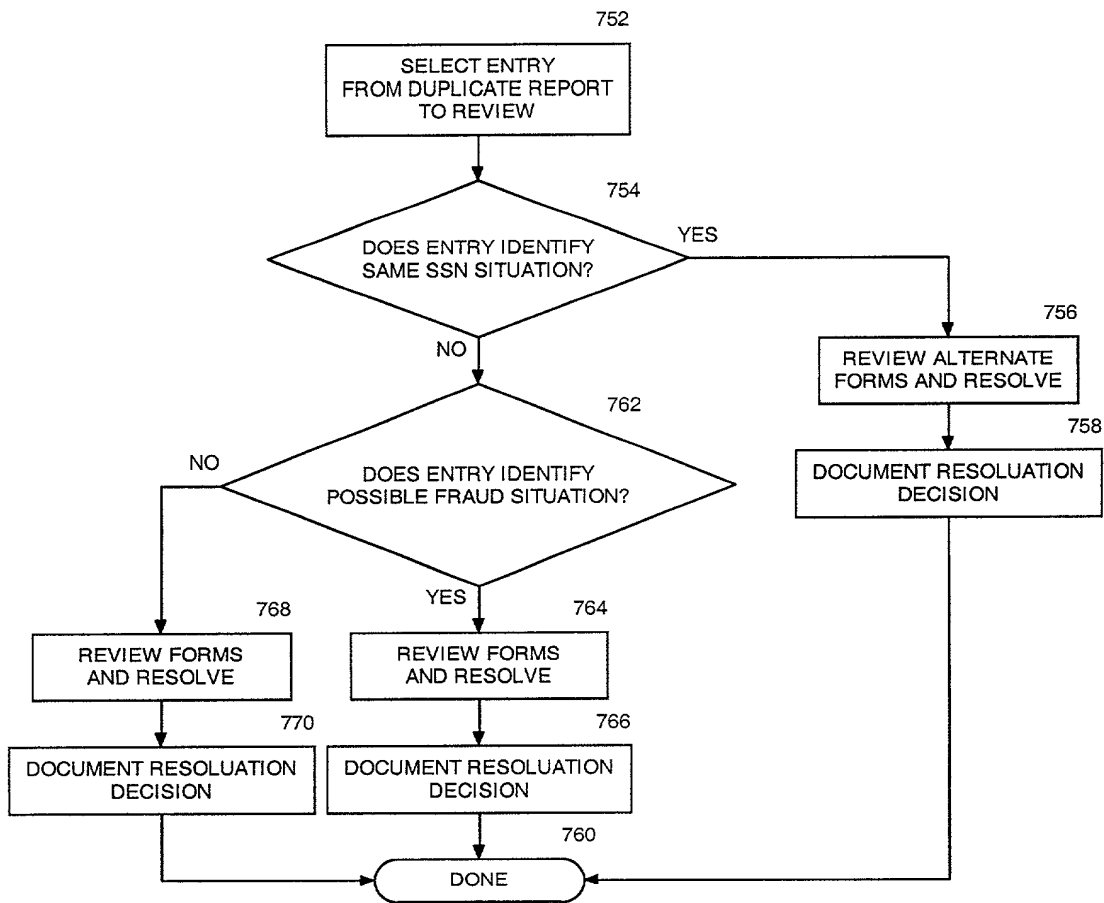 752
SELECT ENTRY
FROM DUPLICATE REPORT
TO REVIEW
754
DOES ENTRY IDENTIFY
SAME SSN SITUATION?
YES
NO
756
REVIEW ALTERNATE
FORMS AND RESOLVE
758
DOCUMENT RESOLUATION
DECISION
762
DOES ENTRY IDENTIFY
POSSIBLE FRAUD SITUATION?
NO
YES
768
REVIEW FORMS
AND RESOLVE
764
REVIEW FORMS
AND RESOLVE
770
DOCUMENT RESOLUATION
DECISION
766
DOCUMENT RESOLUATION
DECISION
760
DONE